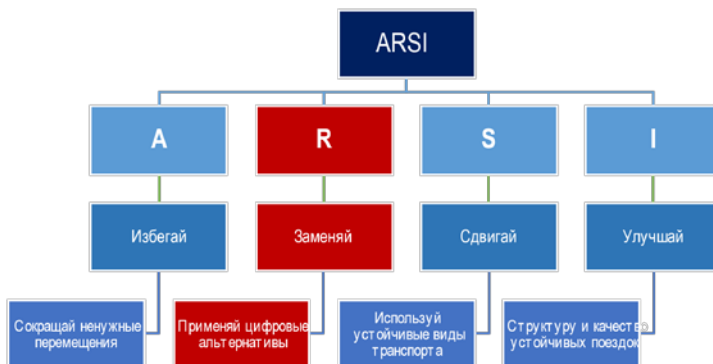 ARSI
A
R
S
I
Избегай
Заменяй
Сдвигай
Улучшай
Сокращай ненужные
перемещения
Применяй цифровые
альтернативы
Используй
устойчивые виды
транспорта
Структуру и качество
устойчивых поездок